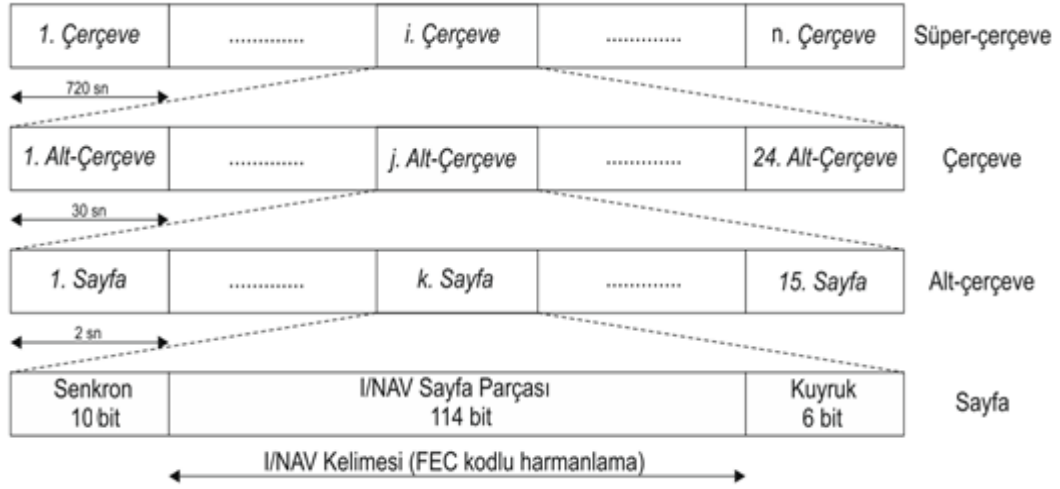 1. Çerçeve ............. i. Çerçeve ............. n. Çerçeve Süper-çerçeve
720 sn
1. Alt-Çerçeve ............. j. Alt-Çerçeve ............. 24. Alt-Çerçeve Çerçeve
30 sn
1. Sayfa ............. k. Sayfa ............. 15. Sayfa Alt-çerçeve
2 sn
Senkron I/NAV Sayfa Parçası Kuyruk Sayfa
10 bit 114 bit 6 bit
I/NAV Kelimesi (FEC kodlu harmanlama)